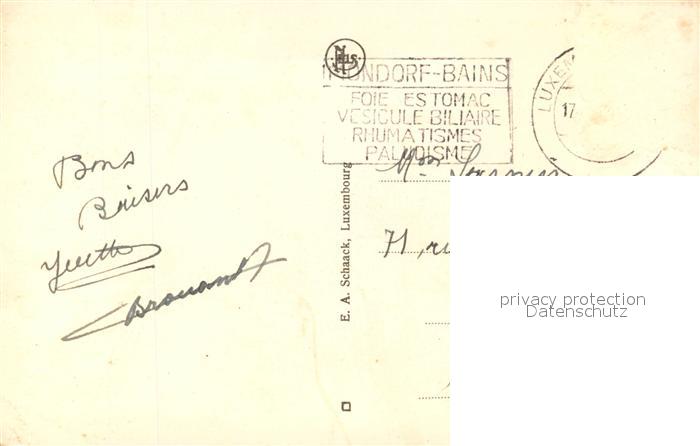 Bons
Baisers
Yvette
NELS
MONDORF-BAINS
FOIE ESTOMAC
VESICULE BILIAIRE
RHUMATISMES
PALUDISME
LUXEM
17
E. A. Schaack, Luxembourg
71, ru
privacy protection
Datenschutz